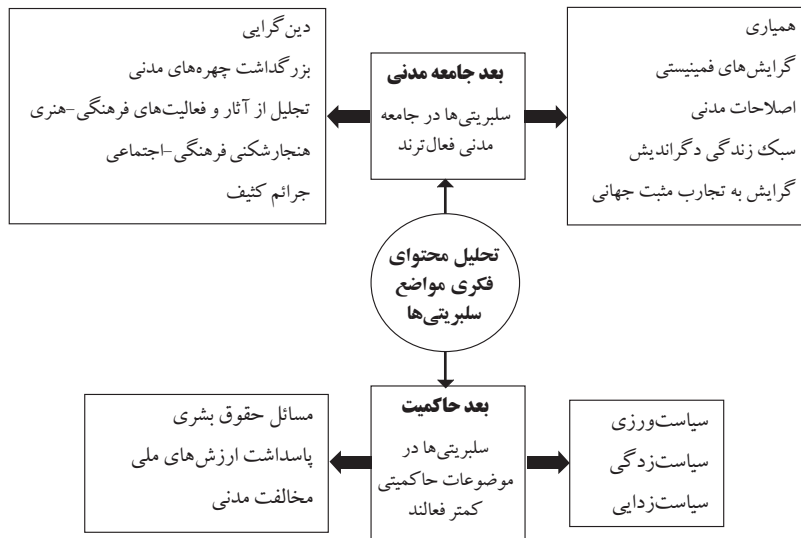 همیاری
گرایش‌های فمینیستی
اصلاحات مدنی
سبک زندگی دگراندیش
گرایش به تجارب مثبت جهانی
بعد جامعه مدنی
سلبریتی‌ها در جامعه
مدنی فعال‌ترند
دین‌گرایی
بزرگداشت چهره‌های مدنی
تجلیل از آثار و فعالیت‌های فرهنگی-هنری
هنجارشکنی فرهنگی-اجتماعی
جرائم کثیف
تحلیل محتوای
فکری مواضع
سلبریتی‌ها
سیاست‌ورزی
سیاست‌زدگی
سیاست‌زدایی
بعد حاکمیت
سلبریتی‌ها در
موضوعات حاکمیتی
کمتر فعالند
مسائل حقوق بشری
پاسداشت ارزش‌های ملی
مخالفت مدنی